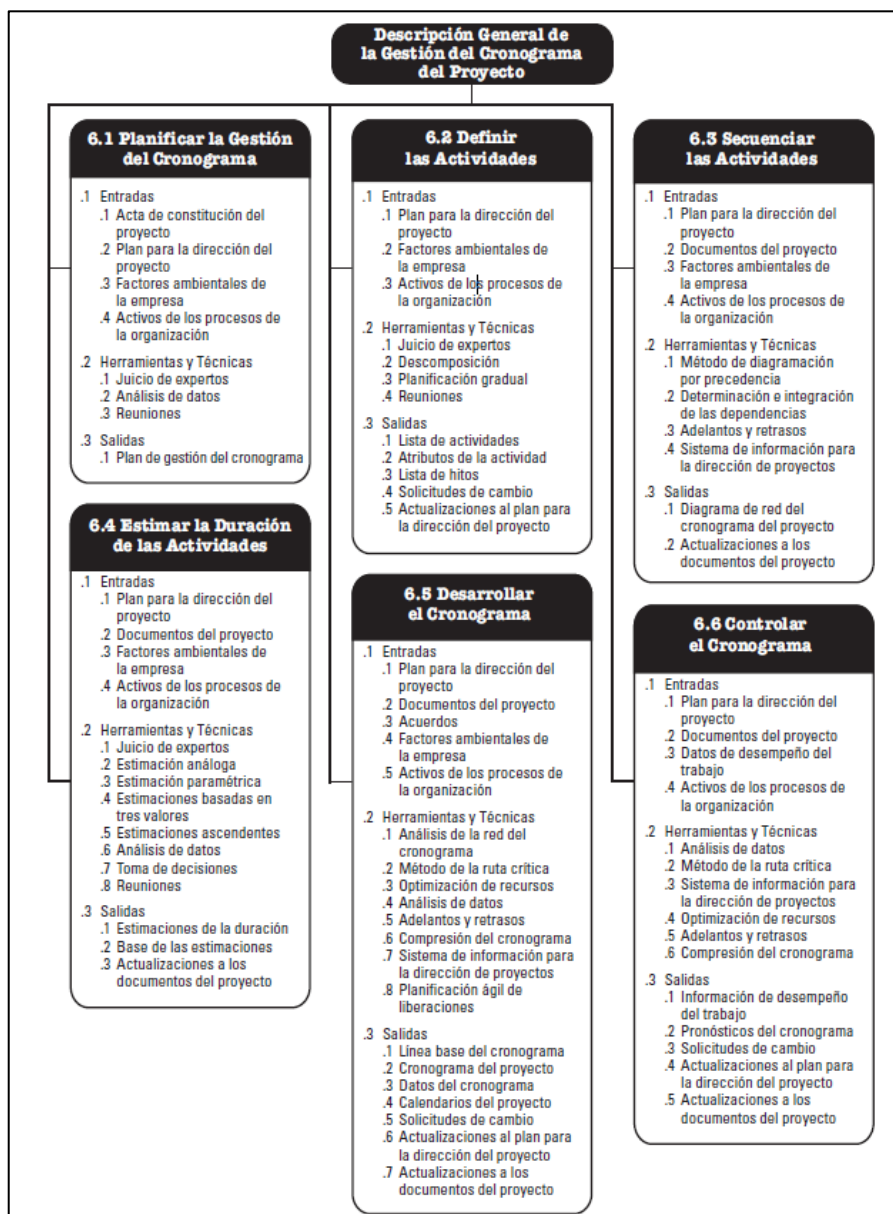 Descripción General de
la Gestión del Cronograma
del Proyecto
6.1 Planificar la Gestión
del Cronograma
.1 Entradas
.1 Acta de constitución del
proyecto
.2 Plan para la dirección del
proyecto
.3 Factores ambientales de
la empresa
.4 Activos de los procesos de
la organización
.2 Herramientas y Técnicas
.1 Juicio de expertos
.2 Análisis de datos
.3 Reuniones
.3 Salidas
.1 Plan de gestión del cronograma
6.2 Definir
las Actividades
.1 Entradas
.1 Plan para la dirección del
proyecto
.2 Factores ambientales de
la empresa
.3 Activos de los procesos de
la organización
.2 Herramientas y Técnicas
.1 Juicio de expertos
.2 Descomposición
.3 Planificación gradual
.4 Reuniones
.3 Salidas
.1 Lista de actividades
.2 Atributos de la actividad
.3 Lista de hitos
.4 Solicitudes de cambio
.5 Actualizaciones al plan para
la dirección del proyecto
6.3 Secuenciar
las Actividades
.1 Entradas
.1 Plan para la dirección del
proyecto
.2 Documentos del proyecto
.3 Factores ambientales de
la empresa
.4 Activos de los procesos de
la organización
.2 Herramientas y Técnicas
.1 Método de diagramación
por precedencia
.2 Determinación e integración
de las dependencias
.3 Adelantos y retrasos
.4 Sistema de información para
la dirección de proyectos
.3 Salidas
.1 Diagrama de red del
cronograma del proyecto
.2 Actualizaciones a los
documentos del proyecto
6.4 Estimar la Duración
de las Actividades
.1 Entradas
.1 Plan para la dirección del
proyecto
.2 Documentos del proyecto
.3 Factores ambientales de
la empresa
.4 Activos de los procesos de
la organización
.2 Herramientas y Técnicas
.1 Juicio de expertos
.2 Estimación análoga
.3 Estimación paramétrica
.4 Estimaciones basadas en
tres valores
.5 Estimaciones ascendentes
.6 Análisis de datos
.7 Toma de decisiones
.8 Reuniones
.3 Salidas
.1 Estimaciones de la duración
.2 Base de las estimaciones
.3 Actualizaciones a los
documentos del proyecto
6.5 Desarrollar
el Cronograma
.1 Entradas
.1 Plan para la dirección del
proyecto
.2 Documentos del proyecto
.3 Acuerdos
.4 Factores ambientales de
la empresa
.5 Activos de los procesos de
la organización
.2 Herramientas y Técnicas
.1 Análisis de la red del
cronograma
.2 Método de la ruta crítica
.3 Optimización de recursos
.4 Análisis de datos
.5 Adelantos y retrasos
.6 Compresión del cronograma
.7 Sistema de información para
la dirección de proyectos
.8 Planificación ágil de
liberaciones
.3 Salidas
.1 Línea base del cronograma
.2 Cronograma del proyecto
.3 Datos del cronograma
.4 Calendarios del proyecto
.5 Solicitudes de cambio
.6 Actualizaciones al plan para
la dirección del proyecto
.7 Actualizaciones a los
documentos del proyecto
6.6 Controlar
el Cronograma
.1 Entradas
.1 Plan para la dirección del
proyecto
.2 Documentos del proyecto
.3 Datos de desempeño del
trabajo
.4 Activos de los procesos de
la organización
.2 Herramientas y Técnicas
.1 Análisis de datos
.2 Método de la ruta crítica
.3 Sistema de información para
la dirección de proyectos
.4 Optimización de recursos
.5 Adelantos y retrasos
.6 Compresión del cronograma
.3 Salidas
.1 Información de desempeño
del trabajo
.2 Pronósticos del cronograma
.3 Solicitudes de cambio
.4 Actualizaciones al plan para
la dirección del proyecto
.5 Actualizaciones a los
documentos del proyecto